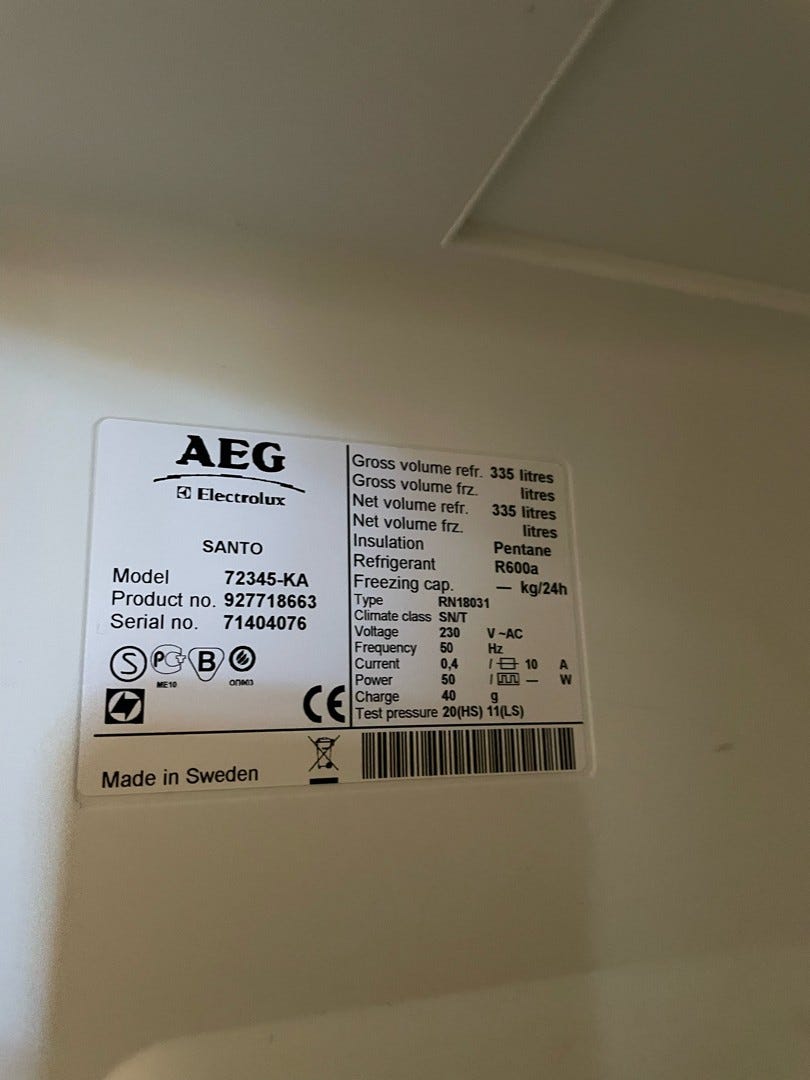 AEG
Electrolux
SANTO
Model 72345-KA
Product no. 927718663
Serial no. 71404076
S PC B
ME10 ОП003
CE
Gross volume refr. 335 litres
Gross volume frz. litres
Net volume refr. 335 litres
Net volume frz. litres
Insulation Pentane
Refrigerant R600a
Freezing cap. — kg/24h
Type RN18031
Climate class SN/T
Voltage 230 V ~AC
Frequency 50 Hz
Current 0,4 / 10 A
Power 50 / — W
Charge 40 g
Test pressure 20(HS) 11(LS)
Made in Sweden